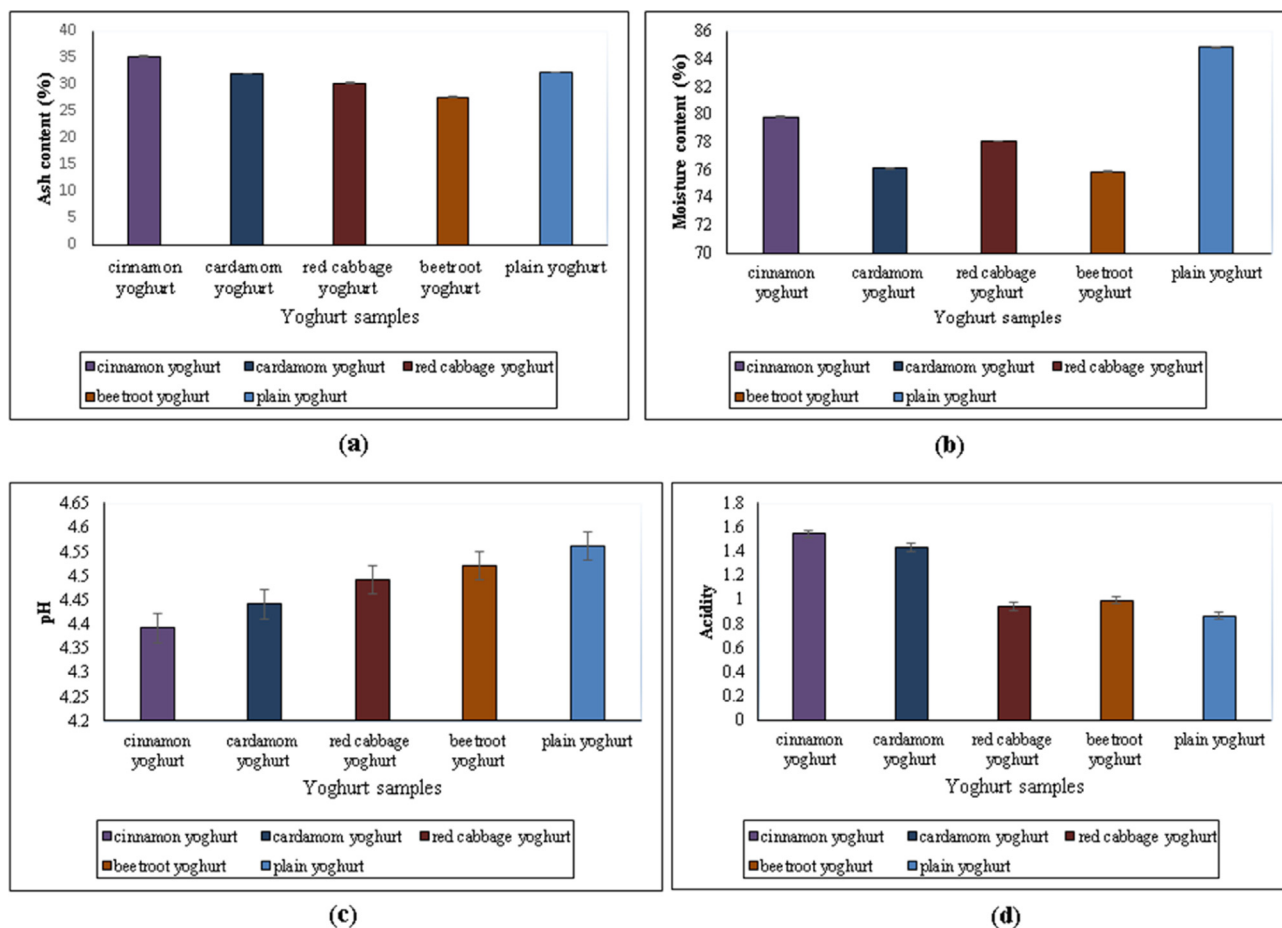 Ash content (%)
40
35
30
25
20
15
10
5
0
cinnamon yoghurt
cardamom yoghurt
red cabbage yoghurt
beetroot yoghurt
plain yoghurt
Yoghurt samples
cinnamon yoghurt cardamom yoghurt red cabbage yoghurt
beetroot yoghurt plain yoghurt
(a)
Moisture content (%)
86
84
82
80
78
76
74
72
70
cinnamon yoghurt
cardamom yoghurt
red cabbage yoghurt
beetroot yoghurt
plain yoghurt
Yoghurt samples
cinnamon yoghurt cardamom yoghurt red cabbage yoghurt
beetroot yoghurt plain yoghurt
(b)
pH
4.65
4.6
4.55
4.5
4.45
4.4
4.35
4.3
4.25
4.2
cinnamon yoghurt
cardamom yoghurt
red cabbage yoghurt
beetroot yoghurt
plain yoghurt
Yoghurt samples
cinnamon yoghurt cardamom yoghurt red cabbage yoghurt
beetroot yoghurt plain yoghurt
(c)
Acidity
1.8
1.6
1.4
1.2
1
0.8
0.6
0.4
0.2
0
cinnamon yoghurt
cardamom yoghurt
red cabbage yoghurt
beetroot yoghurt
plain yoghurt
Yoghurt samples
cinnamon yoghurt cardamom yoghurt red cabbage yoghurt
beetroot yoghurt plain yoghurt
(d)